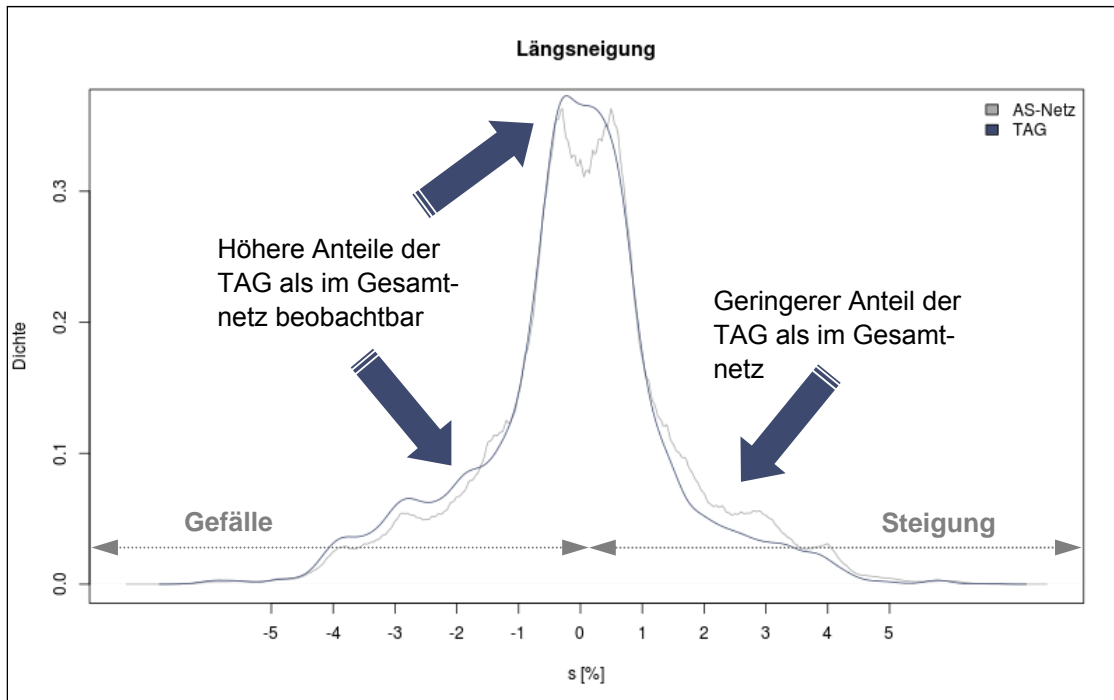 Längsneigung
AS-Netz
TAG
Dichte
0.3
0.2
0.1
0.0
Höhere Anteile der
TAG als im Gesamt-
netz beobachtbar
Geringerer Anteil der
TAG als im Gesamt-
netz
Gefälle
Steigung
-5 -4 -3 -2 -1 0 1 2 3 4 5
s [%]